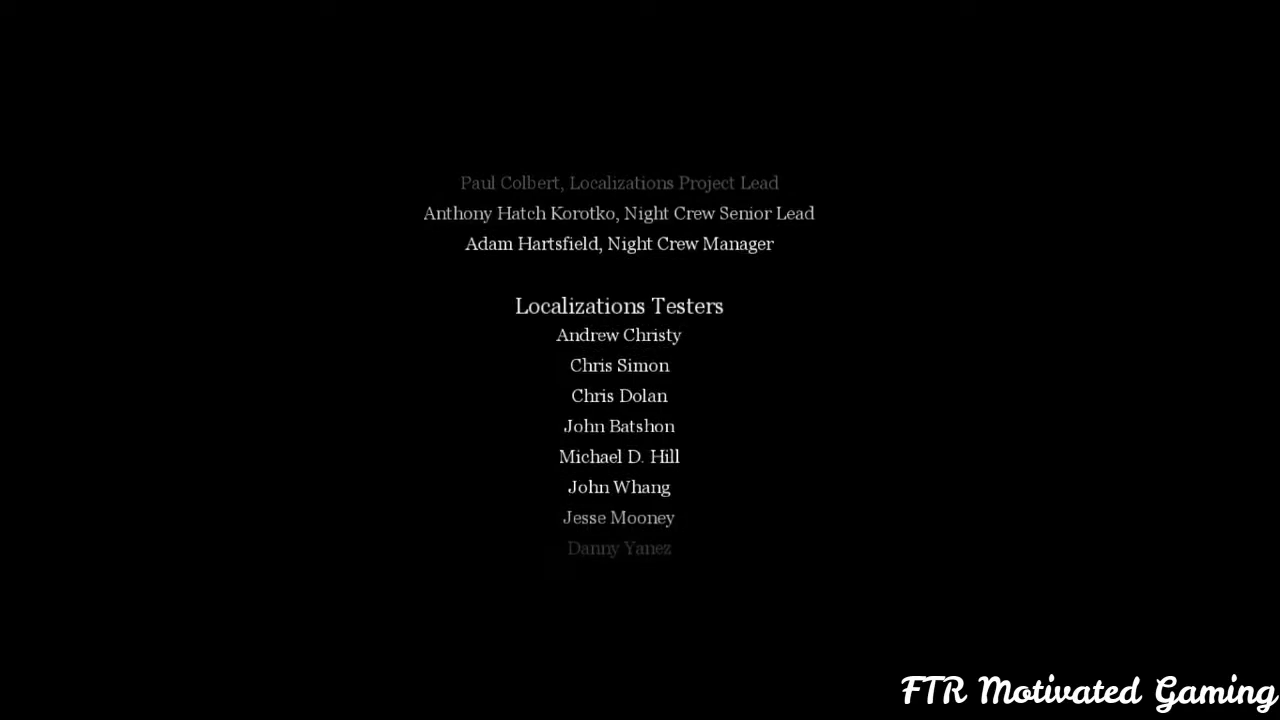 Paul Colbert, Localizations Project Lead
Anthony Hatch Korotko, Night Crew Senior Lead
Adam Hartsfield, Night Crew Manager
Localizations Testers
Andrew Christy
Chris Simon
Chris Dolan
John Batshon
Michael D. Hill
John Whang
Jesse Mooney
Danny Yanez
FTR Motivated Gaming